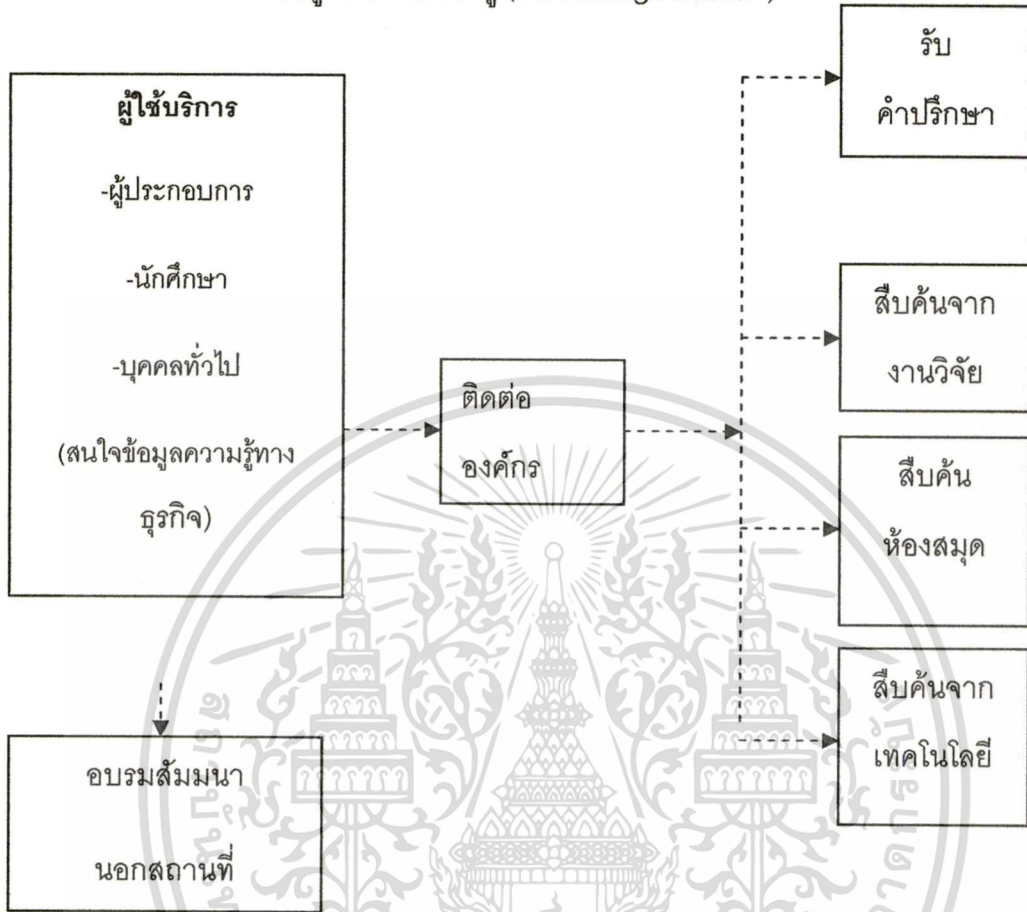 ผู้ใช้บริการ
-ผู้ประกอบการ
-นักศึกษา
-บุคคลทั่วไป
(สนใจข้อมูลความรู้ทาง
ธุรกิจ)
ติดต่อ
องค์กร
รับ
คำปรึกษา
สืบค้นจาก
งานวิจัย
สืบค้น
ห้องสมุด
สืบค้นจาก
เทคโนโลยี
อบรมสัมมนา
นอกสถานที่